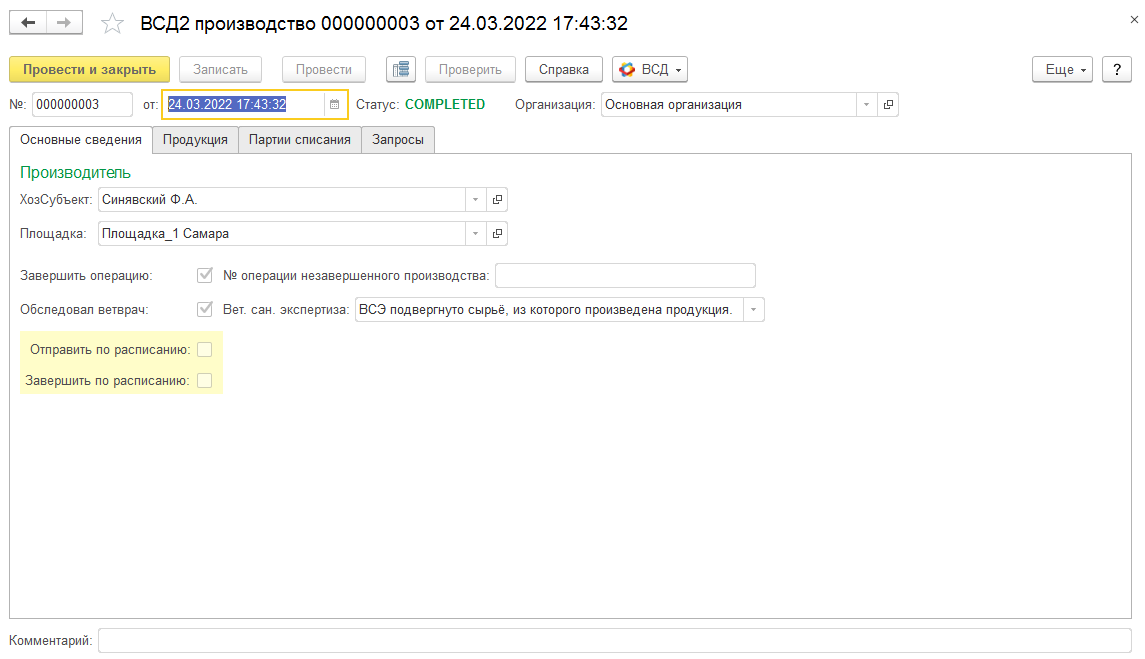 ВСД2 производство 000000003 от 24.03.2022 17:43:32
Провести и закрыть Записать Провести Проверить Справка ВСД Еще ?
№: 000000003 от: 24.03.2022 17:43:32 Статус: COMPLETED Организация: Основная организация
Основные сведения Продукция Партии списания Запросы
Производитель
ХозСубъект: Синявский Ф.А.
Площадка: Площадка_1 Самара
Завершить операцию: № операции незавершенного производства:
Обследовал ветврач: Вет. сан. экспертиза: ВСЭ подвергнуто сырьё, из которого произведена продукция.
Отправить по расписанию:
Завершить по расписанию:
Комментарий: